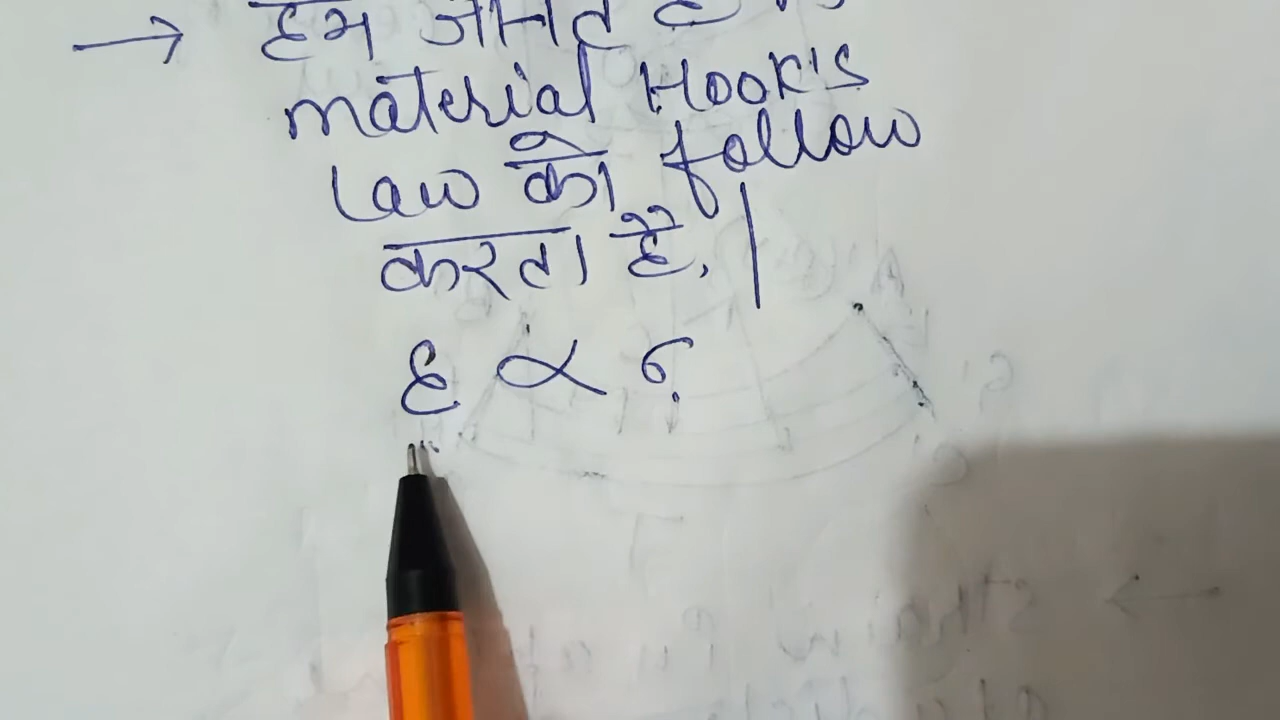 → हम जानते है
material Hook's
Law को follow
करता है. |
ε ∝ σ.